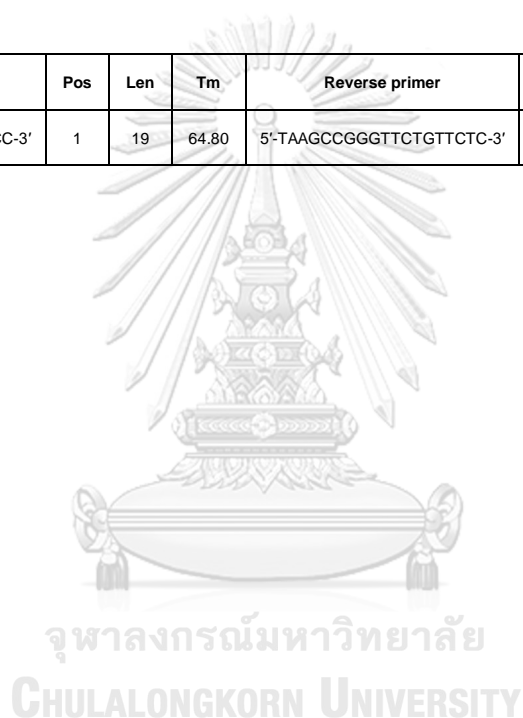 Pos Len Tm Reverse primer
C-3′ 1 19 64.80 5′-TAAGCCGGGTTCTGTTCTC-3′
จุฬาลงกรณ์มหาวิทยาลัย
CHULALONGKORN UNIVERSITY